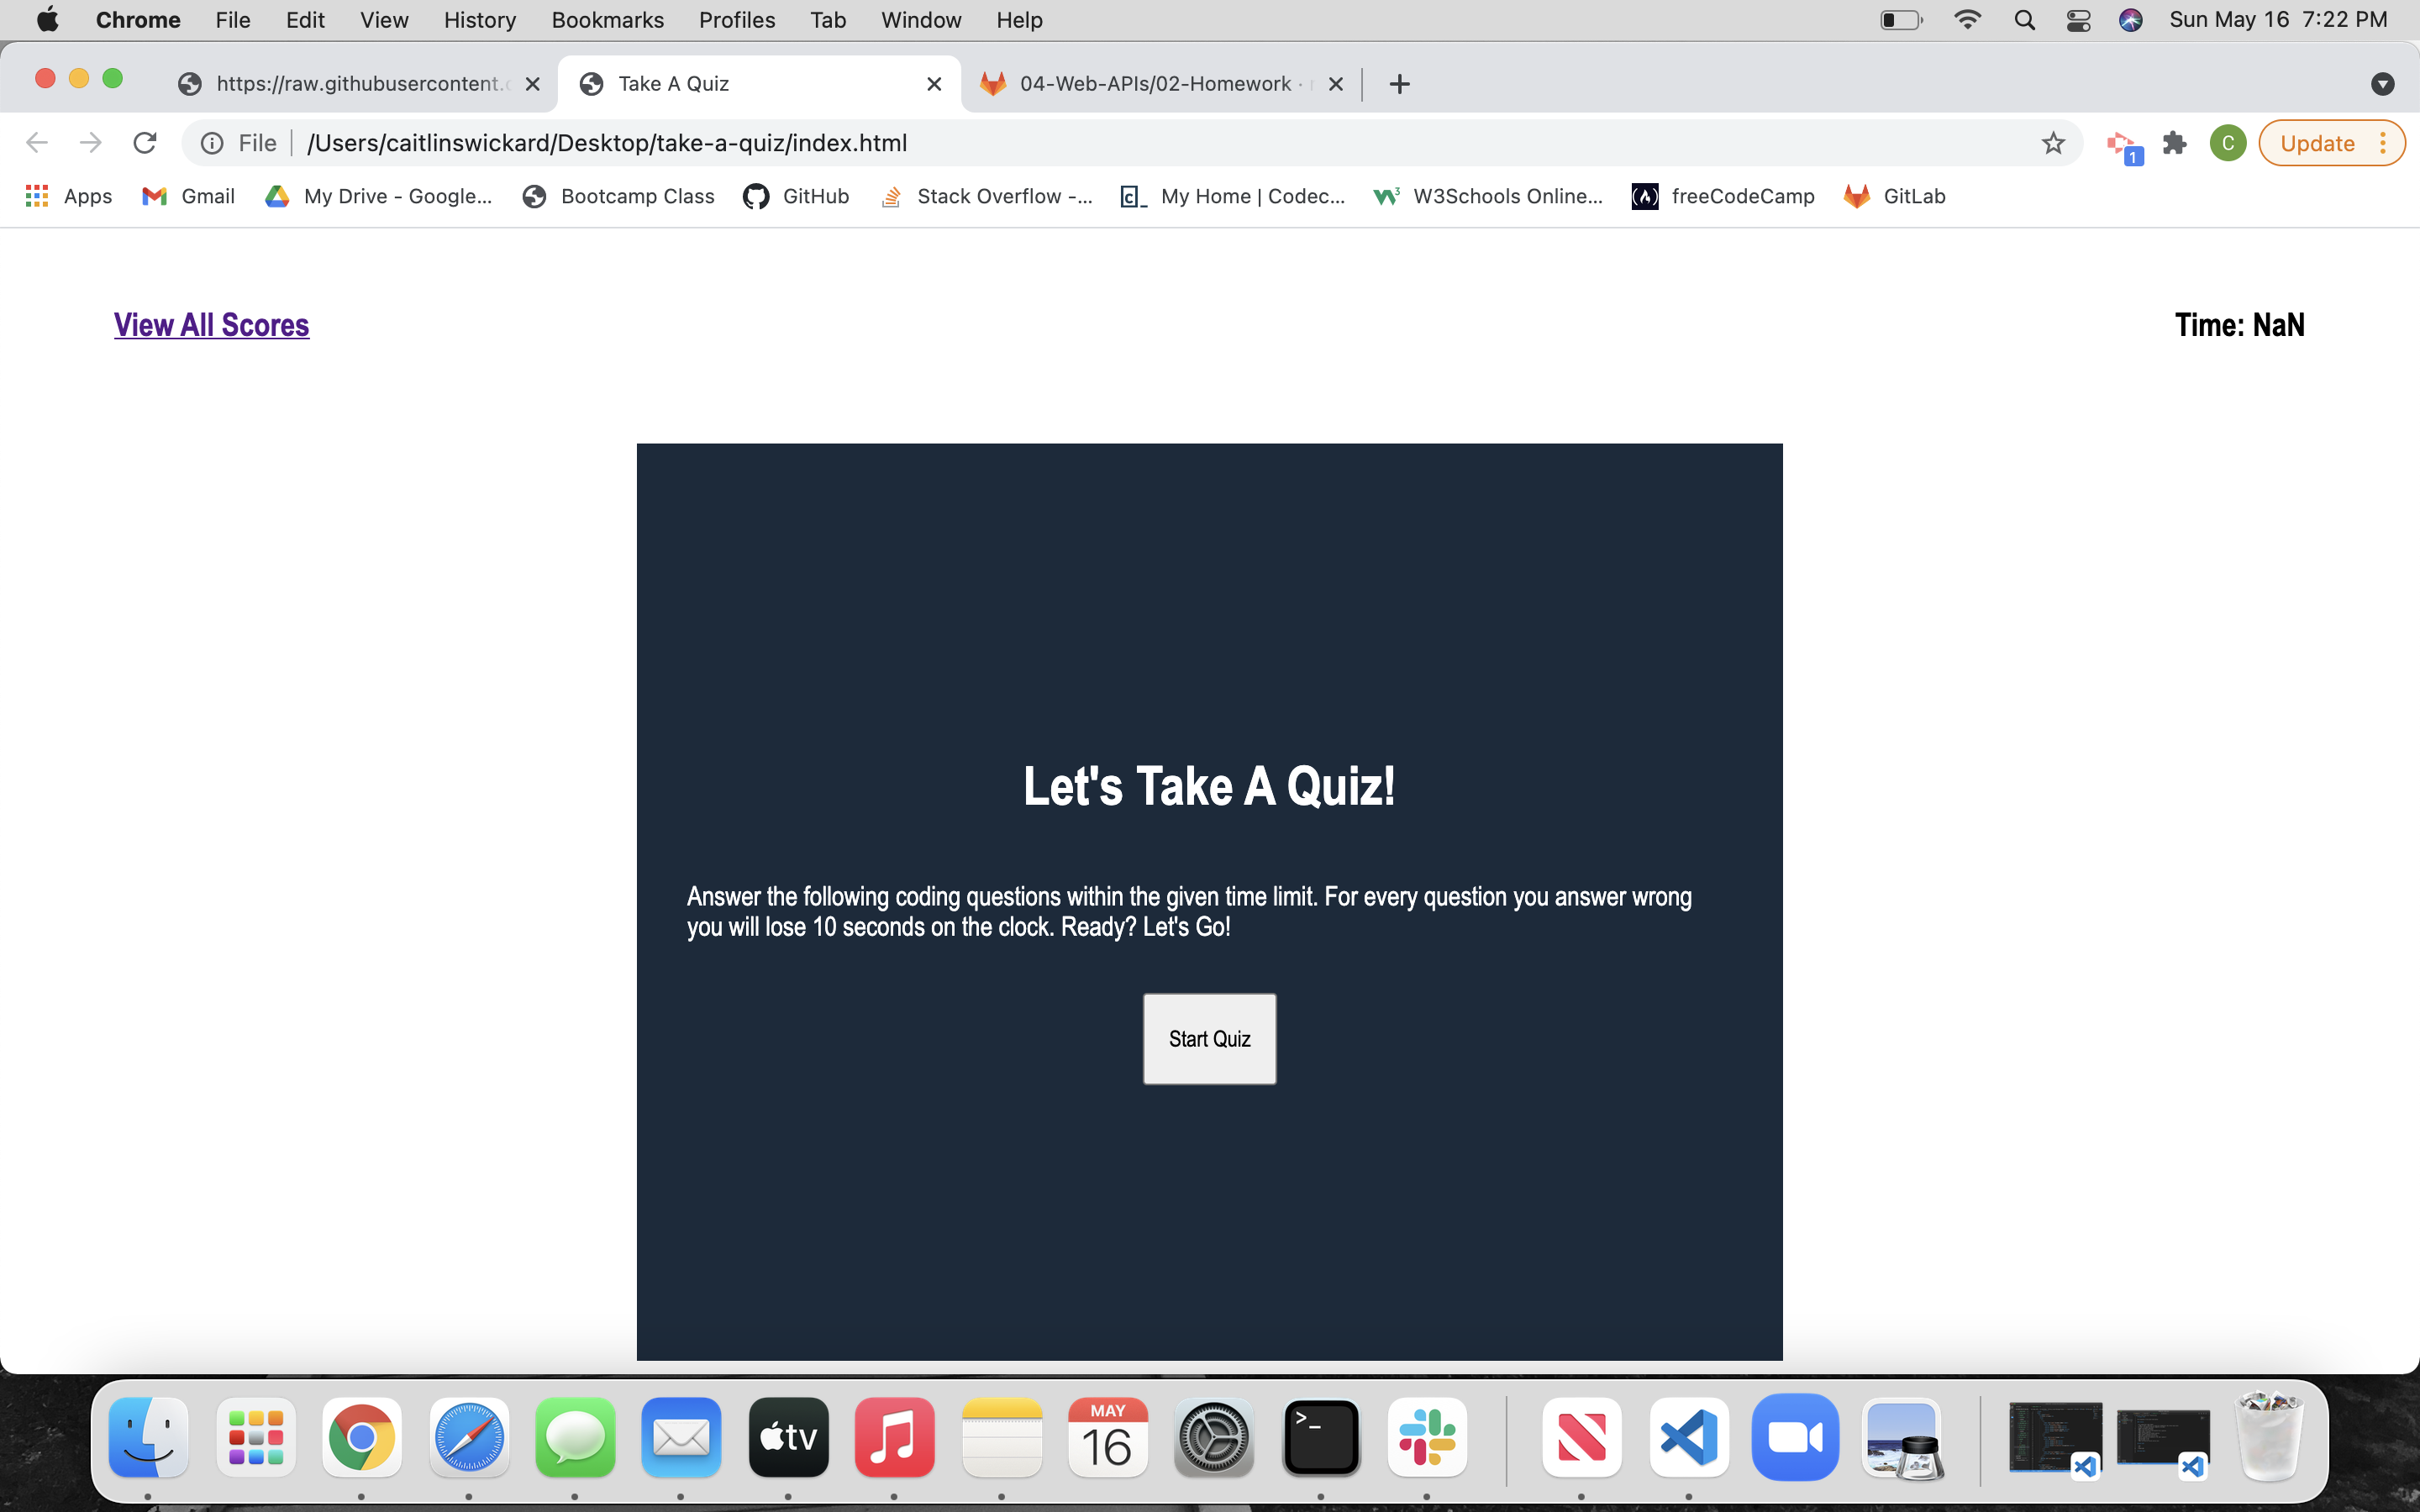 Chrome File Edit View History Bookmarks Profiles Tab Window Help Sun May 16 7:22 PM
https://raw.githubusercontent. Take A Quiz 04-Web-APIs/02-Homework ·
File /Users/caitlinswickard/Desktop/take-a-quiz/index.html C Update
1
Apps Gmail My Drive - Google... Bootcamp Class GitHub Stack Overflow -... c_ My Home | Codec... W3 W3Schools Online... freeCodeCamp GitLab
View All Scores Time: NaN
Let's Take A Quiz!
Answer the following coding questions within the given time limit. For every question you answer wrong
you will lose 10 seconds on the clock. Ready? Let's Go!
Start Quiz
MAY
tv 16 >_